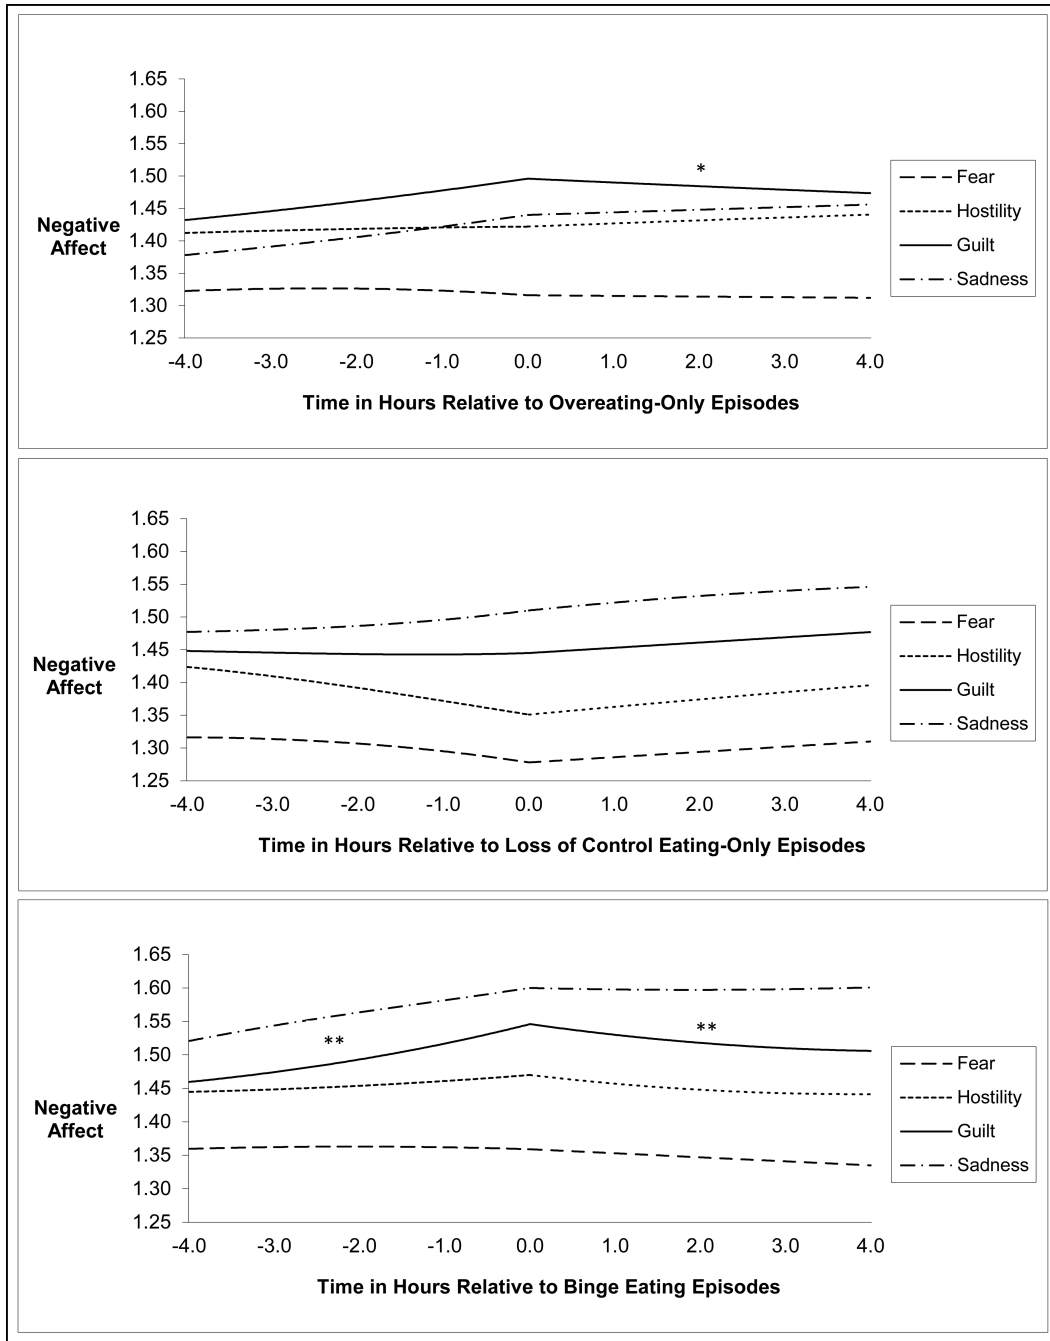 1.65
1.60
1.55
1.50
1.45
1.40
1.35
1.30
1.25
Negative
Affect
*
-4.0 -3.0 -2.0 -1.0 0.0 1.0 2.0 3.0 4.0
Time in Hours Relative to Overeating-Only Episodes
Fear
Hostility
Guilt
Sadness
1.65
1.60
1.55
1.50
1.45
1.40
1.35
1.30
1.25
Negative
Affect
-4.0 -3.0 -2.0 -1.0 0.0 1.0 2.0 3.0 4.0
Time in Hours Relative to Loss of Control Eating-Only Episodes
Fear
Hostility
Guilt
Sadness
1.65
1.60
1.55
1.50
1.45
1.40
1.35
1.30
1.25
Negative
Affect
** **
-4.0 -3.0 -2.0 -1.0 0.0 1.0 2.0 3.0 4.0
Time in Hours Relative to Binge Eating Episodes
Fear
Hostility
Guilt
Sadness